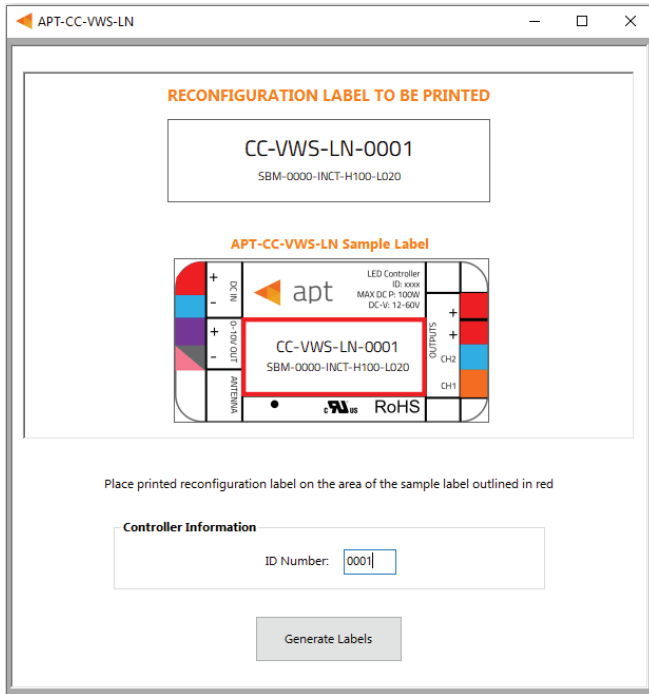 APT-CC-VWS-LN
RECONFIGURATION LABEL TO BE PRINTED
CC-VWS-LN-0001
SBM-0000-INCT-H100-L020
APT-CC-VWS-LN Sample Label
+
-
DC IN
apt
LED Controller
ID: xxxx
MAX DC P: 100W
DC-V: 12-60V
+
-
0-10V OUT
CC-VWS-LN-0001
SBM-0000-INCT-H100-L020
OUTPUTS
+
+
CH2
CH1
ANTENNA
c RU us
RoHS
Place printed reconfiguration label on the area of the sample label outlined in red
Controller Information
ID Number: 0001
Generate Labels